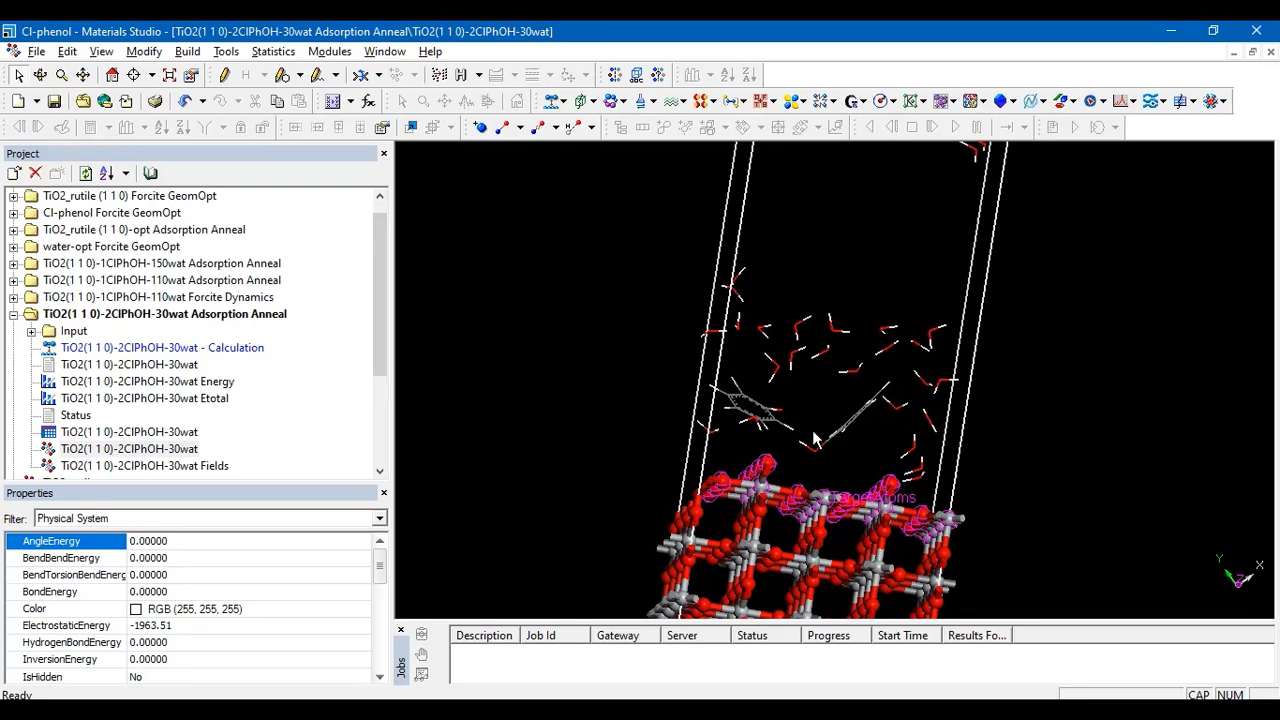 CI-phenol - Materials Studio - [TiO2(1 1 0)-2ClPhOH-30wat Adsorption Anneal\TiO2(1 1 0)-2ClPhOH-30wat]
File Edit View Modify Build Tools Statistics Modules Window Help
Project
TiO2_rutile (1 1 0) Forcite GeomOpt
CI-phenol Forcite GeomOpt
TiO2_rutile (1 1 0)-opt Adsorption Anneal
water-opt Forcite GeomOpt
TiO2(1 1 0)-1ClPhOH-150wat Adsorption Anneal
TiO2(1 1 0)-1ClPhOH-110wat Adsorption Anneal
TiO2(1 1 0)-1ClPhOH-110wat Forcite Dynamics
TiO2(1 1 0)-2ClPhOH-30wat Adsorption Anneal
Input
TiO2(1 1 0)-2ClPhOH-30wat - Calculation
TiO2(1 1 0)-2ClPhOH-30wat
TiO2(1 1 0)-2ClPhOH-30wat Energy
TiO2(1 1 0)-2ClPhOH-30wat Etotal
Status
TiO2(1 1 0)-2ClPhOH-30wat
TiO2(1 1 0)-2ClPhOH-30wat
TiO2(1 1 0)-2ClPhOH-30wat Fields
Properties
Filter: Physical System
AngleEnergy 0.00000
BendBendEnergy 0.00000
BendTorsionBendEnerg 0.00000
BondEnergy 0.00000
Color RGB (255, 255, 255)
ElectrostaticEnergy -1963.51
HydrogenBondEnergy 0.00000
InversionEnergy 0.00000
IsHidden No
Y
X
Z
Description Job Id Gateway Server Status Progress Start Time Results Fo...
Jobs
Ready
CAP NUM